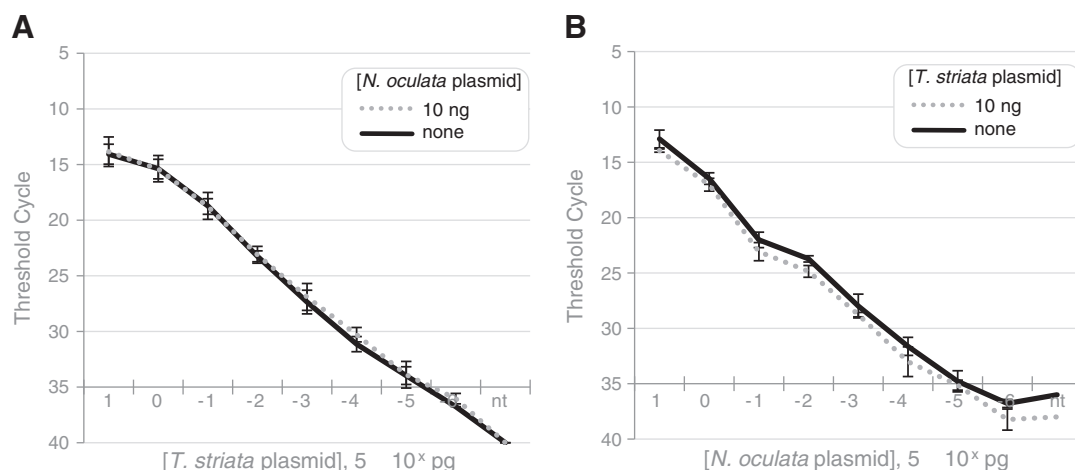 A
5
10
15
20
25
30
35
40
Threshold Cycle
[N. oculata plasmid]
10 ng
none
1 0 -1 -2 -3 -4 -5 -6 nt
[T. striata plasmid], 5 10ˣ pg
B
5
10
15
20
25
30
35
40
Threshold Cycle
[T. striata plasmid]
10 ng
none
1 0 -1 -2 -3 -4 -5 -6 nt
[N. oculata plasmid], 5 10ˣ pg